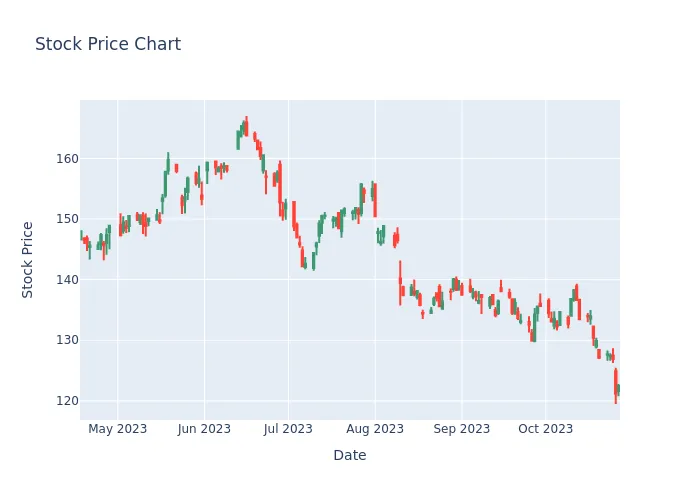 Stock Price Chart
Stock Price
160
150
140
130
120
May 2023
Jun 2023
Jul 2023
Aug 2023
Sep 2023
Oct 2023
Date